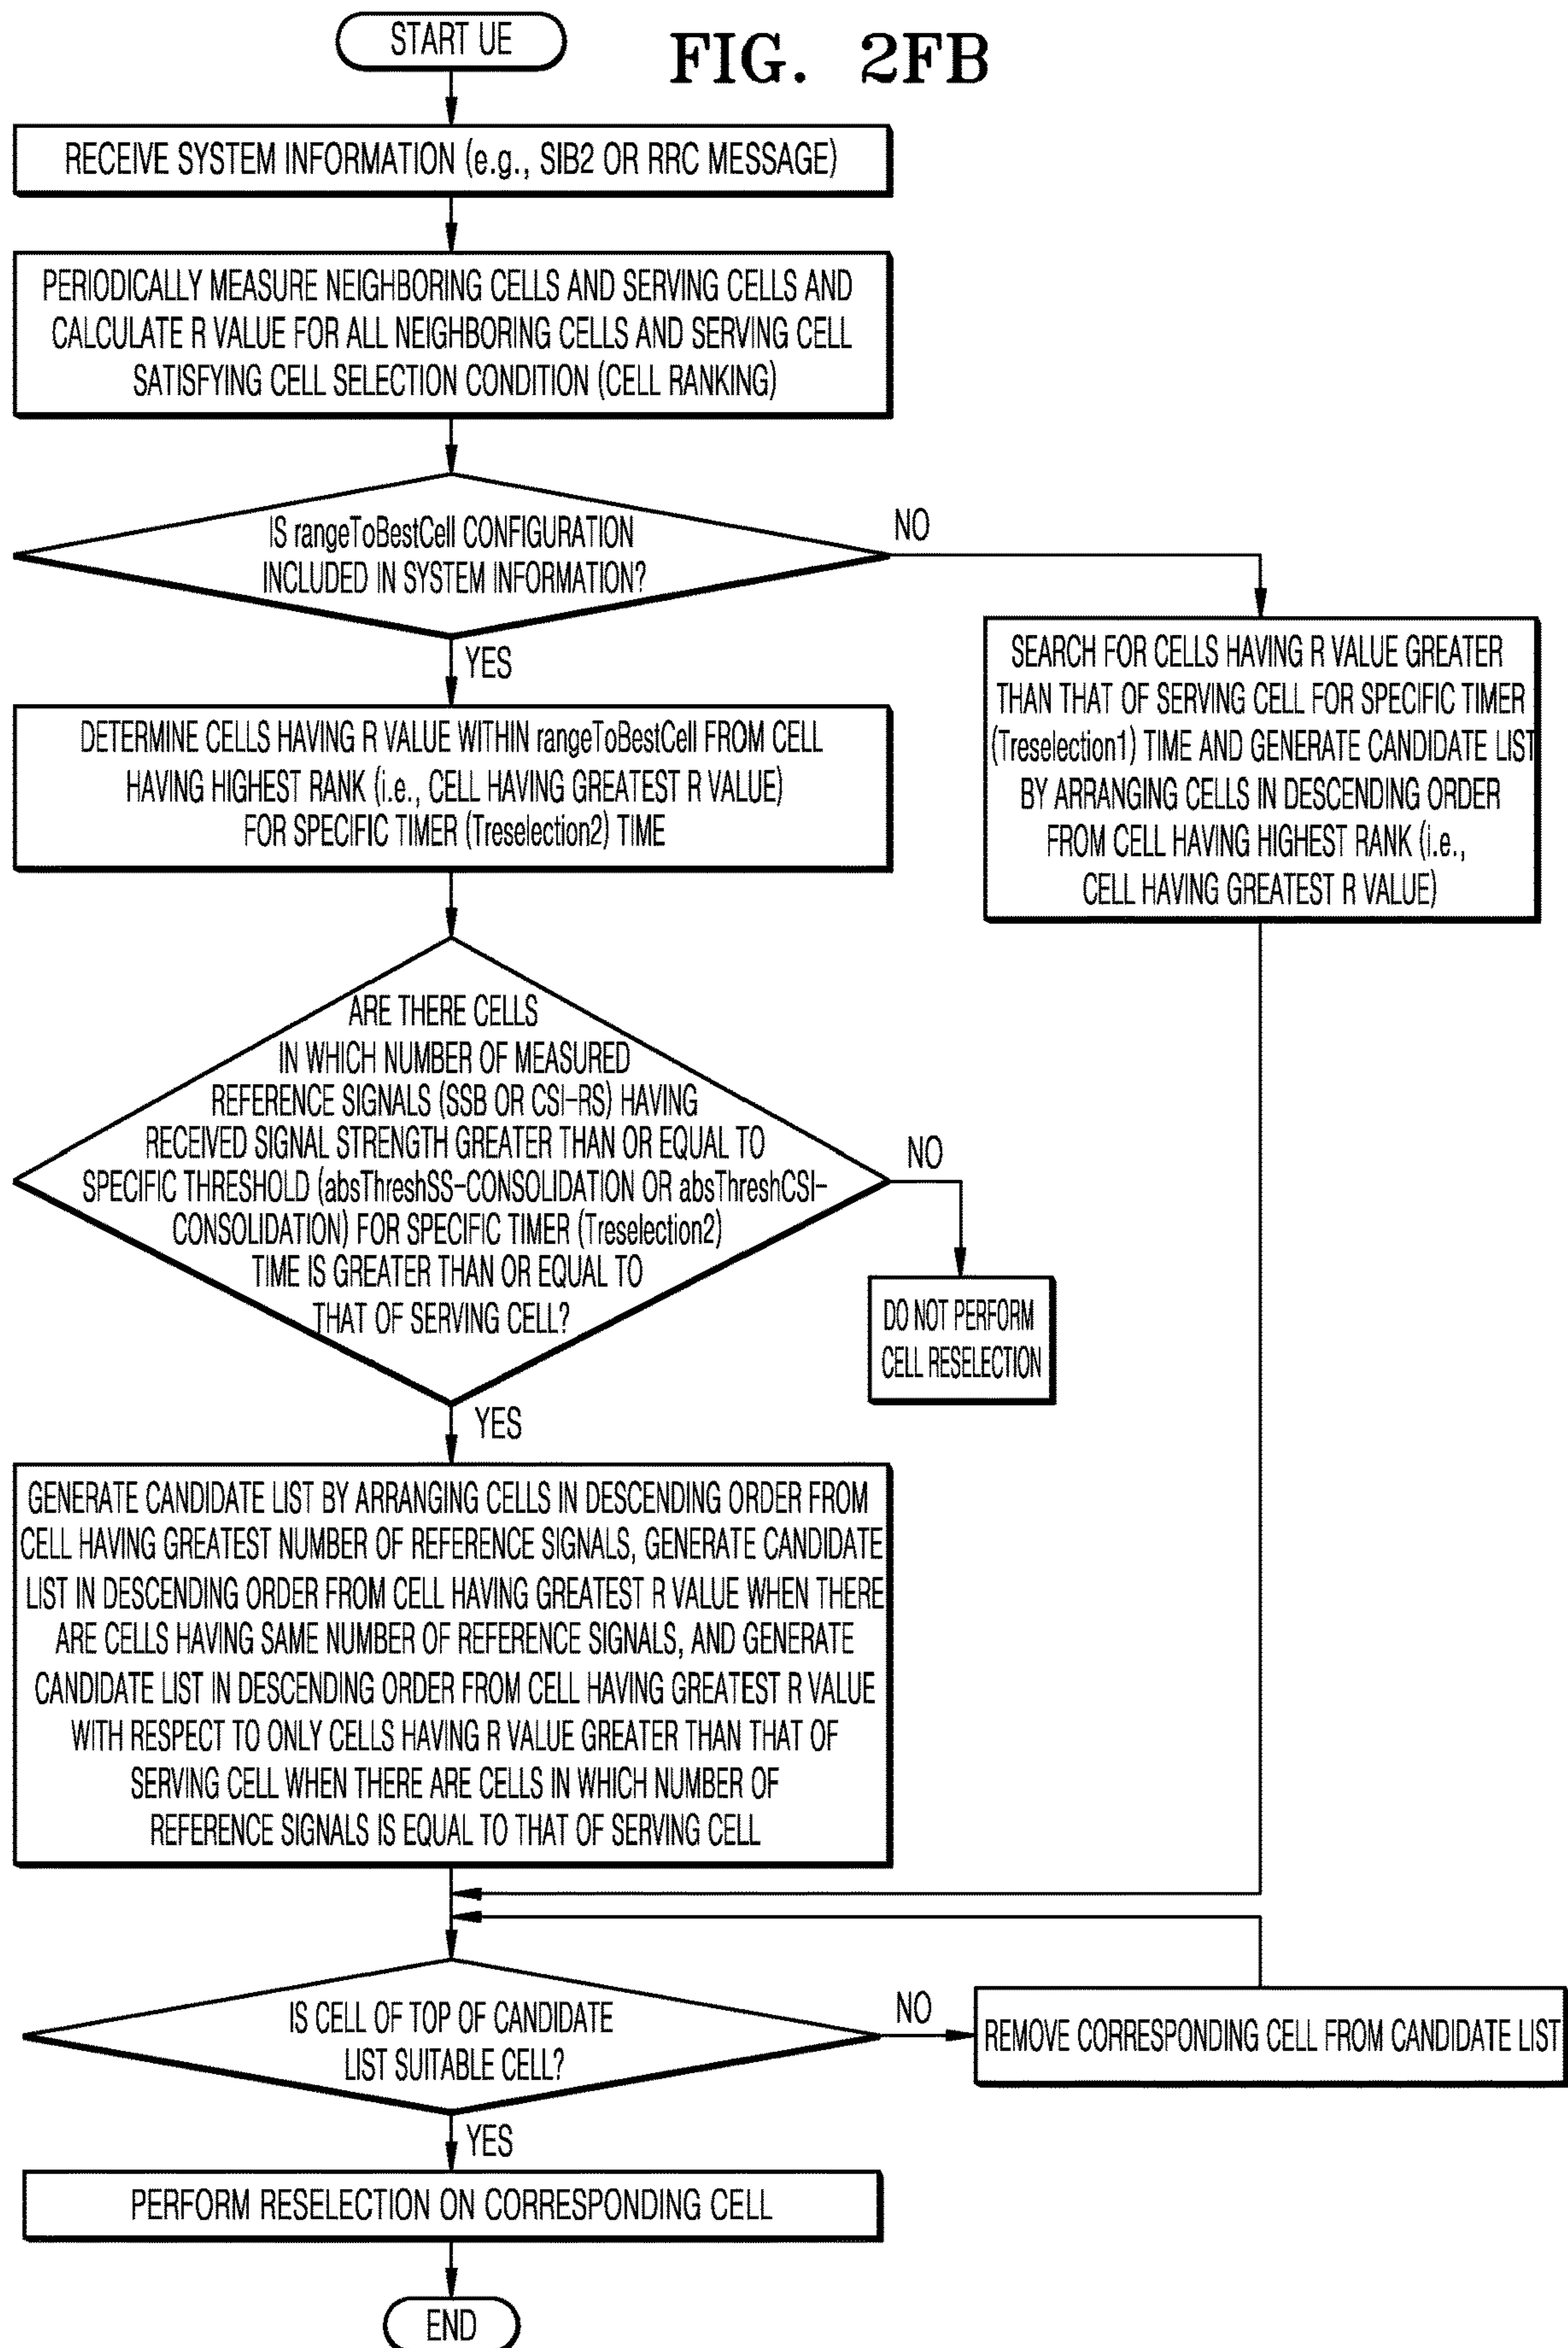 START UE
FIG. 2FB
RECEIVE SYSTEM INFORMATION (e.g., SIB2 OR RRC MESSAGE)
PERIODICALLY MEASURE NEIGHBORING CELLS AND SERVING CELLS AND
CALCULATE R VALUE FOR ALL NEIGHBORING CELLS AND SERVING CELL
SATISFYING CELL SELECTION CONDITION (CELL RANKING)
IS rangeToBestCell CONFIGURATION
INCLUDED IN SYSTEM INFORMATION?
NO
YES
SEARCH FOR CELLS HAVING R VALUE GREATER
THAN THAT OF SERVING CELL FOR SPECIFIC TIMER
(Treselection1) TIME AND GENERATE CANDIDATE LIST
BY ARRANGING CELLS IN DESCENDING ORDER
FROM CELL HAVING HIGHEST RANK (i.e.,
CELL HAVING GREATEST R VALUE)
DETERMINE CELLS HAVING R VALUE WITHIN rangeToBestCell FROM CELL
HAVING HIGHEST RANK (i.e., CELL HAVING GREATEST R VALUE)
FOR SPECIFIC TIMER (Treselection2) TIME
ARE THERE CELLS
IN WHICH NUMBER OF MEASURED
REFERENCE SIGNALS (SSB OR CSI-RS) HAVING
RECEIVED SIGNAL STRENGTH GREATER THAN OR EQUAL TO
SPECIFIC THRESHOLD (absThreshSS-CONSOLIDATION OR absThreshCSI-
CONSOLIDATION) FOR SPECIFIC TIMER (Treselection2)
TIME IS GREATER THAN OR EQUAL TO
THAT OF SERVING CELL?
NO
DO NOT PERFORM
CELL RESELECTION
YES
GENERATE CANDIDATE LIST BY ARRANGING CELLS IN DESCENDING ORDER FROM
CELL HAVING GREATEST NUMBER OF REFERENCE SIGNALS, GENERATE CANDIDATE
LIST IN DESCENDING ORDER FROM CELL HAVING GREATEST R VALUE WHEN THERE
ARE CELLS HAVING SAME NUMBER OF REFERENCE SIGNALS, AND GENERATE
CANDIDATE LIST IN DESCENDING ORDER FROM CELL HAVING GREATEST R VALUE
WITH RESPECT TO ONLY CELLS HAVING R VALUE GREATER THAN THAT OF
SERVING CELL WHEN THERE ARE CELLS IN WHICH NUMBER OF
REFERENCE SIGNALS IS EQUAL TO THAT OF SERVING CELL
IS CELL OF TOP OF CANDIDATE
LIST SUITABLE CELL?
NO
REMOVE CORRESPONDING CELL FROM CANDIDATE LIST
YES
PERFORM RESELECTION ON CORRESPONDING CELL
END